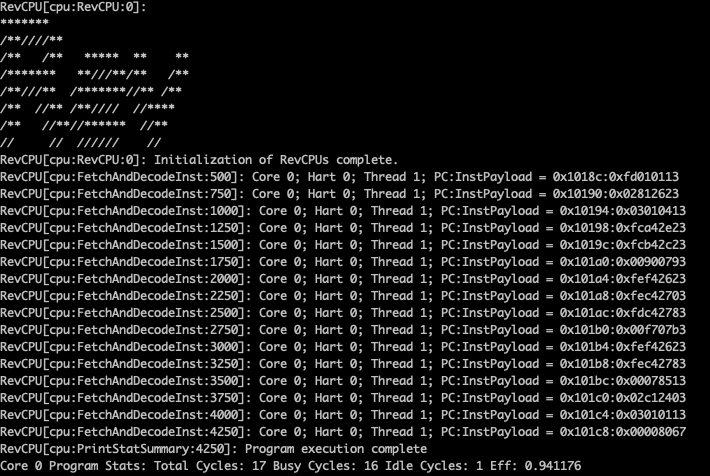 RevCPU[cpu:RevCPU:0]:
*******
/**////**
/**   /**   *****  **     **
/*******   **///**/**    /**
/**///**  /*******//** /**
/**  //** /**////  //****
/**   //**//******  //**
//     //  //////    //
RevCPU[cpu:RevCPU:0]: Initialization of RevCPUs complete.
RevCPU[cpu:FetchAndDecodeInst:500]: Core 0; Hart 0; Thread 1; PC:InstPayload = 0x1018c:0xfd010113
RevCPU[cpu:FetchAndDecodeInst:750]: Core 0; Hart 0; Thread 1; PC:InstPayload = 0x10190:0x02812623
RevCPU[cpu:FetchAndDecodeInst:1000]: Core 0; Hart 0; Thread 1; PC:InstPayload = 0x10194:0x03010413
RevCPU[cpu:FetchAndDecodeInst:1250]: Core 0; Hart 0; Thread 1; PC:InstPayload = 0x10198:0xfca42e23
RevCPU[cpu:FetchAndDecodeInst:1500]: Core 0; Hart 0; Thread 1; PC:InstPayload = 0x1019c:0xfcb42c23
RevCPU[cpu:FetchAndDecodeInst:1750]: Core 0; Hart 0; Thread 1; PC:InstPayload = 0x101a0:0x00900793
RevCPU[cpu:FetchAndDecodeInst:2000]: Core 0; Hart 0; Thread 1; PC:InstPayload = 0x101a4:0xfef42623
RevCPU[cpu:FetchAndDecodeInst:2250]: Core 0; Hart 0; Thread 1; PC:InstPayload = 0x101a8:0xfec42703
RevCPU[cpu:FetchAndDecodeInst:2500]: Core 0; Hart 0; Thread 1; PC:InstPayload = 0x101ac:0xfdc42783
RevCPU[cpu:FetchAndDecodeInst:2750]: Core 0; Hart 0; Thread 1; PC:InstPayload = 0x101b0:0x00f707b3
RevCPU[cpu:FetchAndDecodeInst:3000]: Core 0; Hart 0; Thread 1; PC:InstPayload = 0x101b4:0xfef42623
RevCPU[cpu:FetchAndDecodeInst:3250]: Core 0; Hart 0; Thread 1; PC:InstPayload = 0x101b8:0xfec42783
RevCPU[cpu:FetchAndDecodeInst:3500]: Core 0; Hart 0; Thread 1; PC:InstPayload = 0x101bc:0x00078513
RevCPU[cpu:FetchAndDecodeInst:3750]: Core 0; Hart 0; Thread 1; PC:InstPayload = 0x101c0:0x02c12403
RevCPU[cpu:FetchAndDecodeInst:4000]: Core 0; Hart 0; Thread 1; PC:InstPayload = 0x101c4:0x03010113
RevCPU[cpu:FetchAndDecodeInst:4250]: Core 0; Hart 0; Thread 1; PC:InstPayload = 0x101c8:0x00008067
RevCPU[cpu:PrintStatSummary:4250]: Program execution complete
Core 0 Program Stats: Total Cycles: 17 Busy Cycles: 16 Idle Cycles: 1 Eff: 0.941176